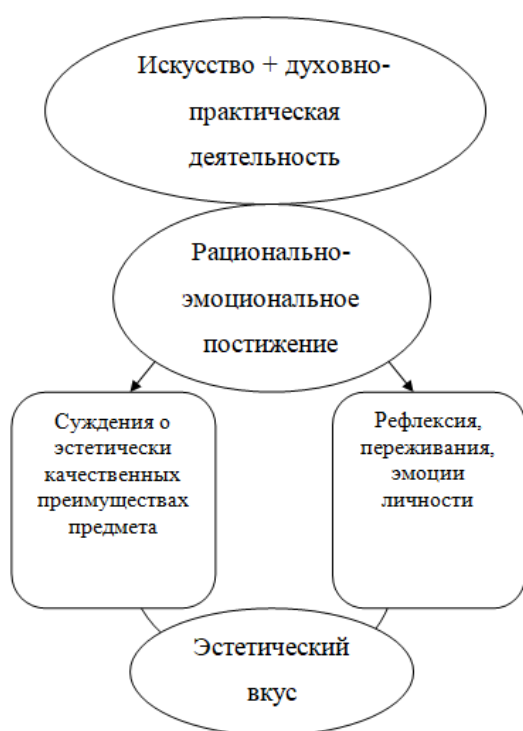 Искусство + духовно-
практическая
деятельность
Рационально-
эмоциональное
постижение
Суждения о
эстетически
качественных
преимуществах
предмета
Рефлексия,
переживания,
эмоции
личности
Эстетический
вкус